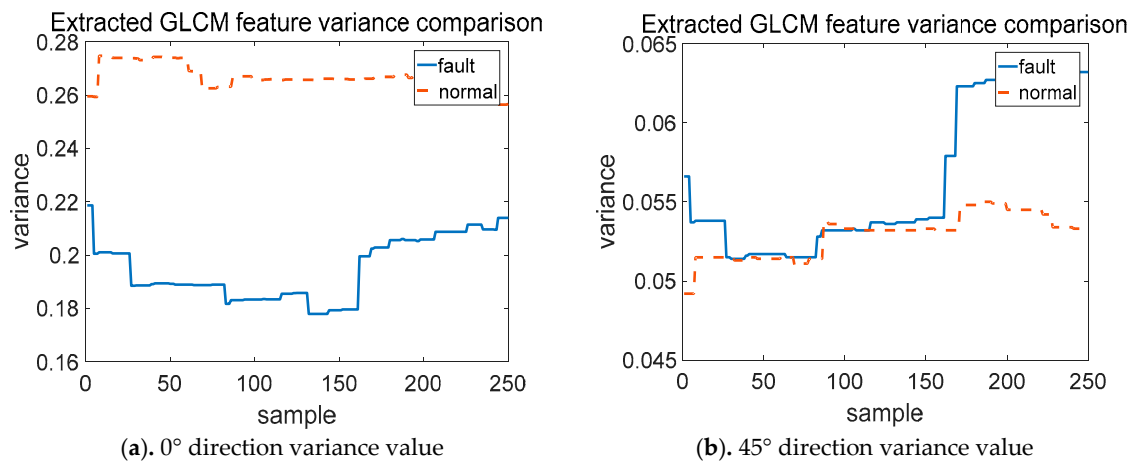 Extracted GLCM feature variance comparison
0.28
0.26
0.24
0.22
0.2
0.18
0.16
variance
fault
normal
0
50
100
150
200
250
sample
(a). 0° direction variance value
Extracted GLCM feature variance comparison
0.065
0.06
0.055
0.05
0.045
variance
fault
normal
0
50
100
150
200
250
sample
(b). 45° direction variance value